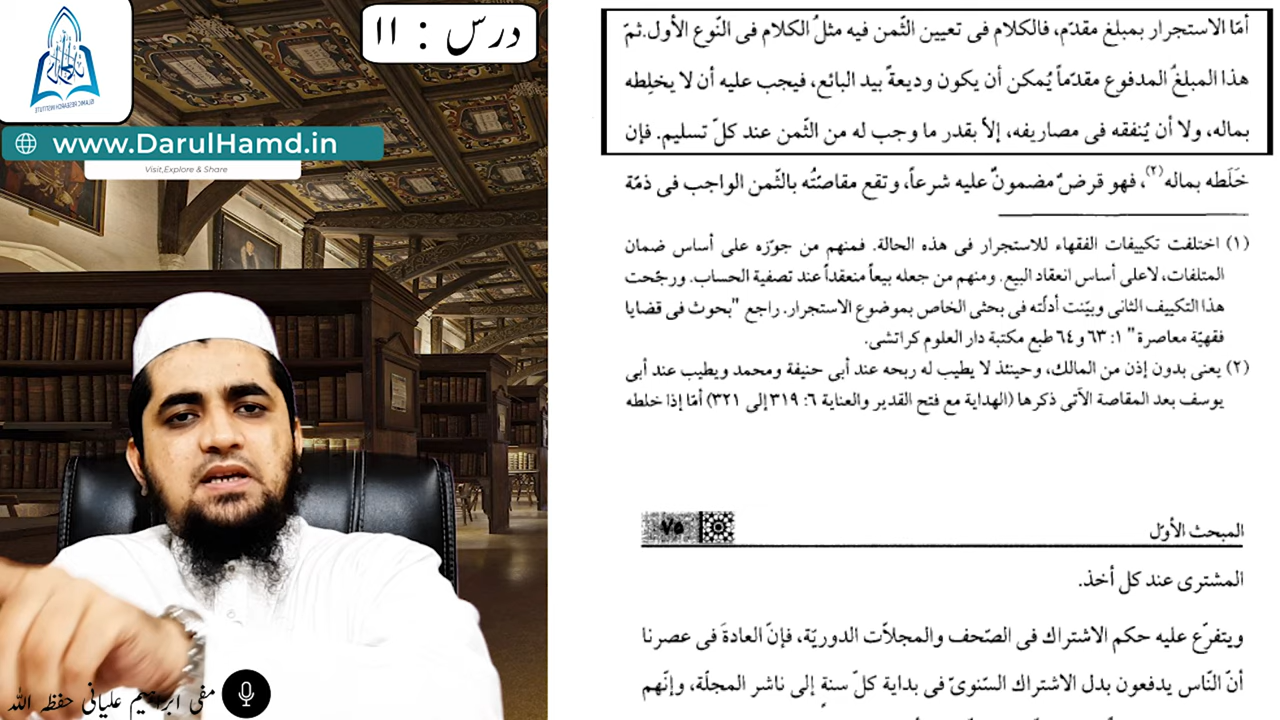 درس : ۱۱
www.DarulHamd.in
Visit,Explore & Share
مفی ابراہیم علیانی حفظہ اللہ
أمّا الاستجرار بمبلغ مقدّم، فالكلام فى تعيين الثّمن فيه مثلُ الكلام فى النّوع الأول.ثمّ
هذا المبلغُ المدفوع مقدّماً يُمكن أن يكون وديعةً بيد البائع، فيجب عليه أن لا يخلِطه
بماله، ولا أن يُنفقه فى مصاريفه، إلاّ بقدر ما وجب له من الثّمن عند كلّ تسليم. فإن
خَلَطه بماله(٢)، فهو قرضٌ مضمونٌ عليه شرعاً، وتقع مقاصّتُه بالثّمن الواجب فى ذمّة
(١) اختلفت تكييفات الفقهاء للاستجرار فى هذه الحالة. فمنهم من جوّزه على أساس ضمان
المتلفات، لاعلى أساس انعقاد البيع. ومنهم من جعله بيعاً منعقداً عند تصفية الحساب. ورجّحت
هذا التكييف الثانى وبيّنت أدلّته فى بحثى الخاص بموضوع الاستجرار. راجع "بحوث فى قضايا
فقهيّة معاصرة" ١: ٦٣ و٦٤ طبع مكتبة دار العلوم كراتشى.
(٢) يعنى بدون إذن من المالك، وحينئذ لا يطيب له ربحه عند أبى حنيفة ومحمد ويطيب عند أبى
يوسف بعد المقاصة الآتى ذكرها (الهداية مع فتح القدير والعناية ٦: ٣١٩ إلى ٣٢١) أمّا إذا خلطه
المبحث الأوّل
٧٥
المشترى عند كل أخذ.
ويتفرّع عليه حكم الاشتراك فى الصّحف والمجلاّت الدوريّة، فإنّ العادةَ فى عصرنا
أنّ النّاس يدفعون بدل الاشتراك السّنوىّ فى بداية كلّ سنةٍ إلى ناشر المجلّة، وإنّهم